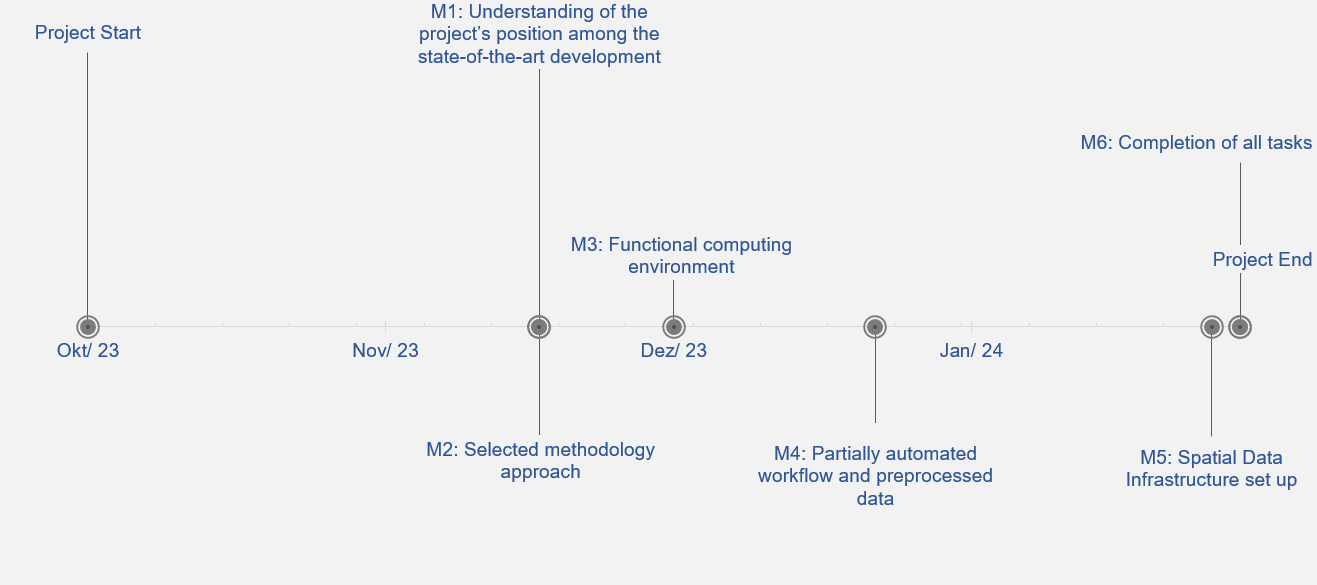 Project Start
M1: Understanding of the
project’s position among the
state-of-the-art development
M6: Completion of all tasks
M3: Functional computing
environment
Project End
Okt/ 23
Nov/ 23
Dez/ 23
Jan/ 24
M2: Selected methodology
approach
M4: Partially automated
workflow and preprocessed
data
M5: Spatial Data
Infrastructure set up